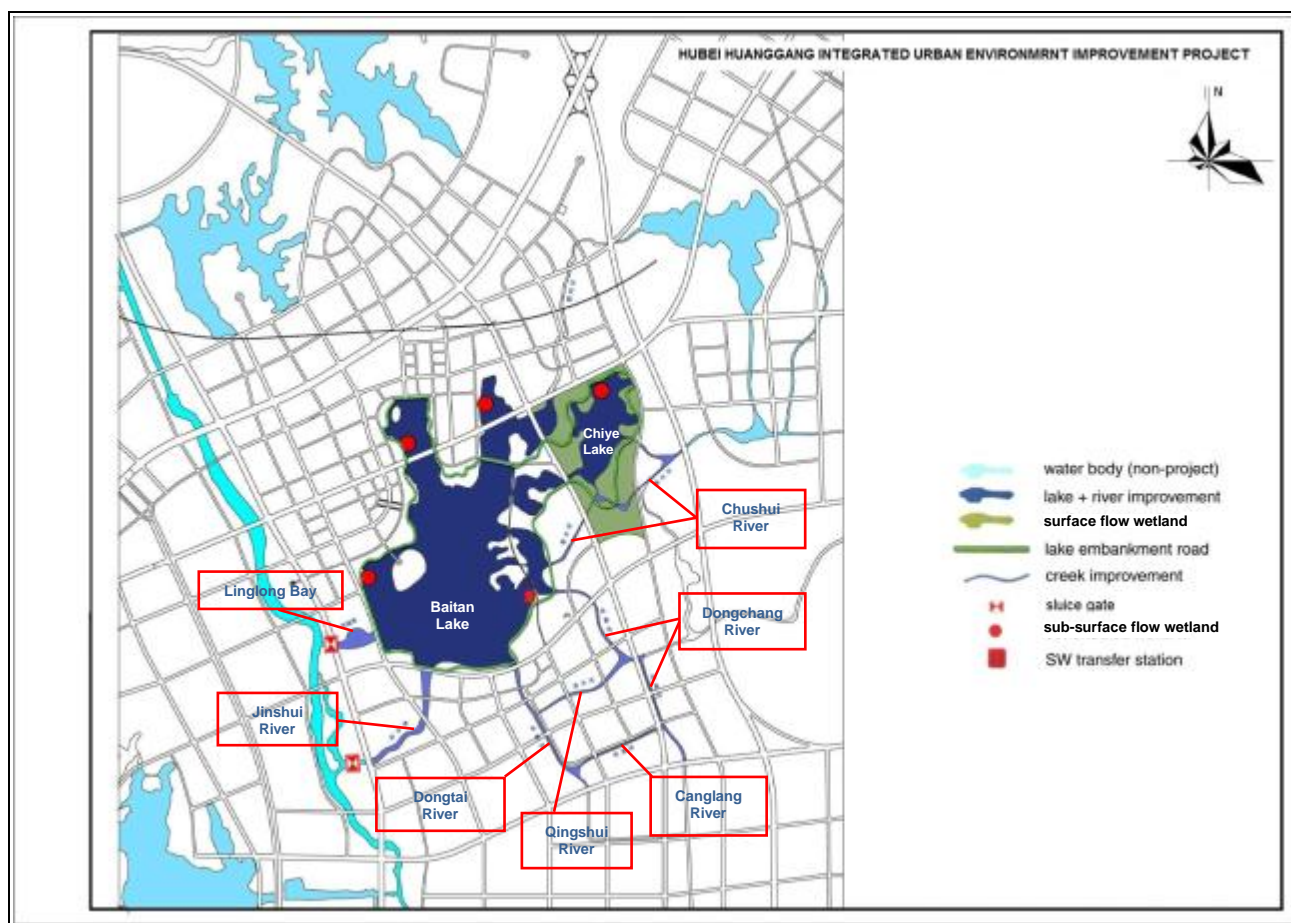 HUBEI HUANGGANG INTEGRATED URBAN ENVIRONMRNT IMPROVEMENT PROJECT
N
Chiye
Lake
Chushui
River
Linglong Bay
Baitan
Lake
Dongchang
River
Jinshui
River
Dongtai
River
Canglang
River
Qingshui
River
water body (non-project)
lake + river improvement
surface flow wetland
lake embankment road
creek improvement
sluice gate
sub-surface flow wetland
SW transfer station